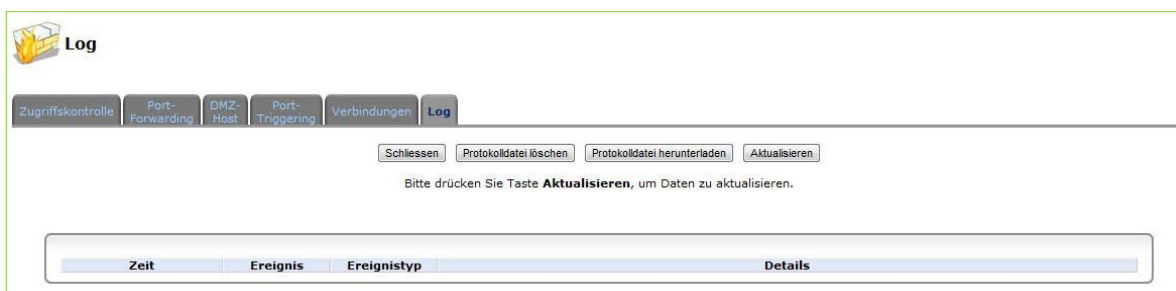 Log
Zugriffskontrolle
Port-
Forwarding
DMZ-
Host
Port-
Triggering
Verbindungen
Log
Schliessen
Protokolldatei löschen
Protokolldatei herunterladen
Aktualisieren
Bitte drücken Sie Taste Aktualisieren, um Daten zu aktualisieren.
Zeit Ereignis Ereignistyp Details